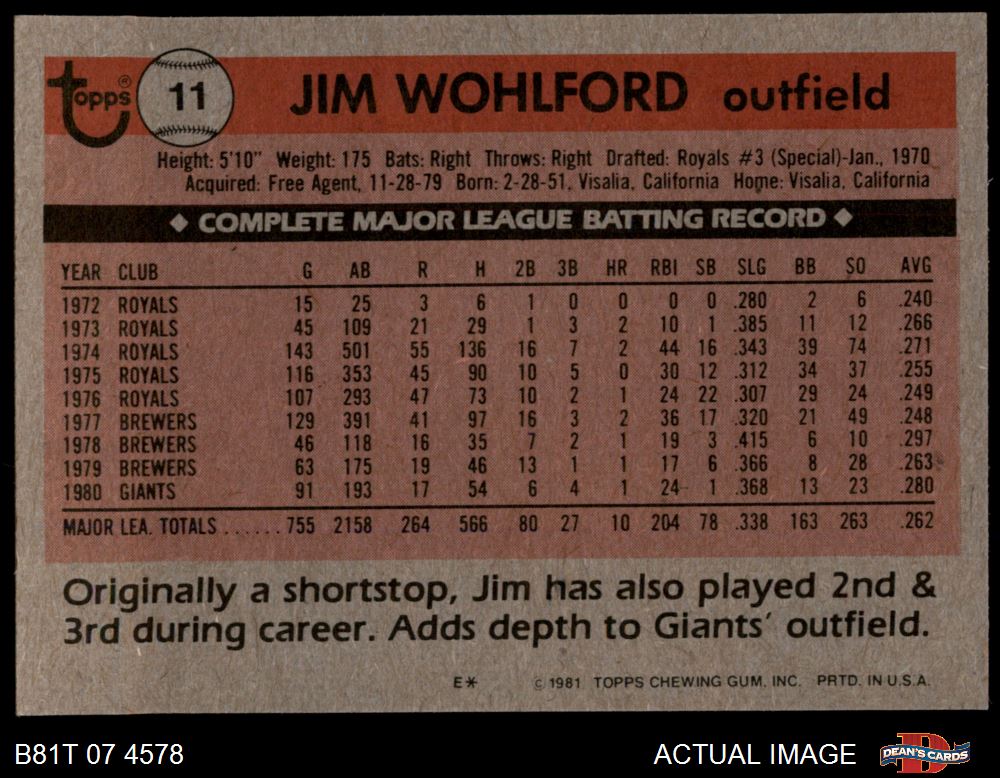 topps ® 11 JIM WOHLFORD outfield
Height: 5'10" Weight: 175 Bats: Right Throws: Right Drafted: Royals #3 (Special)-Jan., 1970
Acquired: Free Agent, 11-28-79 Born: 2-28-51, Visalia, California Home: Visalia, California
◆ COMPLETE MAJOR LEAGUE BATTING RECORD ◆
YEAR CLUB G AB R H 2B 3B HR RBI SB SLG BB SO AVG
1972 ROYALS 15 25 3 6 1 0 0 0 0 .280 2 6 .240
1973 ROYALS 45 109 21 29 1 3 2 10 1 .385 11 12 .266
1974 ROYALS 143 501 55 136 16 7 2 44 16 .343 39 74 .271
1975 ROYALS 116 353 45 90 10 5 0 30 12 .312 34 37 .255
1976 ROYALS 107 293 47 73 10 2 1 24 22 .307 29 24 .249
1977 BREWERS 129 391 41 97 16 3 2 36 17 .320 21 49 .248
1978 BREWERS 46 118 16 35 7 2 1 19 3 .415 6 10 .297
1979 BREWERS 63 175 19 46 13 1 1 17 6 .366 8 28 .263
1980 GIANTS 91 193 17 54 6 4 1 24 1 .368 13 23 .280
MAJOR LEA. TOTALS ...... 755 2158 264 566 80 27 10 204 78 .338 163 263 .262
Originally a shortstop, Jim has also played 2nd &
3rd during career. Adds depth to Giants' outfield.
E* © 1981 TOPPS CHEWING GUM, INC. PRTD. IN U.S.A.
B81T 07 4578 ACTUAL IMAGE DEAN'S CARDS